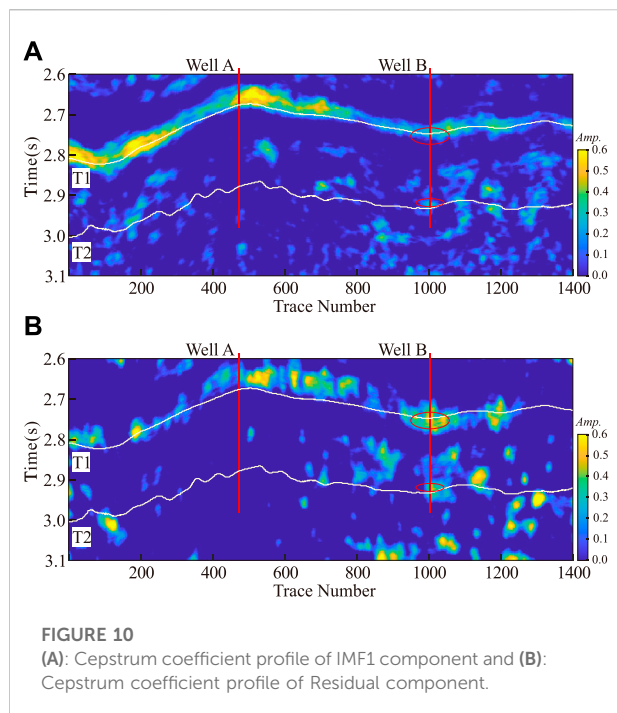 A
Well A
Well B
2.6
2.7
2.8
2.9
3.0
3.1
Time(s)
T1
T2
200
400
600
800
1000
1200
1400
Trace Number
Amp.
0.6
0.5
0.4
0.3
0.2
0.1
0.0
B
Well A
Well B
2.6
2.7
2.8
2.9
3.0
3.1
Time(s)
T1
T2
200
400
600
800
1000
1200
1400
Trace Number
Amp.
0.6
0.5
0.4
0.3
0.2
0.1
0.0
FIGURE 10
(A): Cepstrum coefficient profile of IMF1 component and (B):
Cepstrum coefficient profile of Residual component.